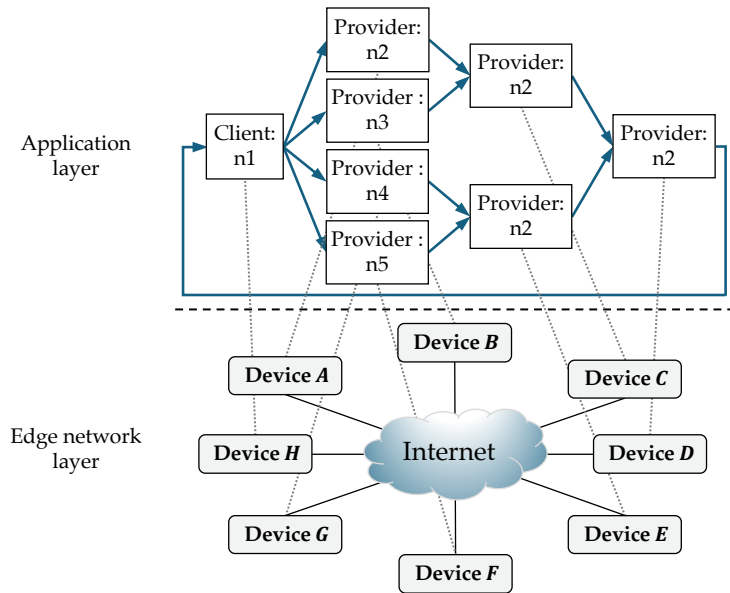 Provider:
n2
Provider :
n3
Provider :
n4
Provider :
n5
Provider:
n2
Provider:
n2
Provider:
n2
Client:
n1
Application
layer
Device B
Device A
Device C
Edge network
layer
Device H
Internet
Device D
Device G
Device E
Device F